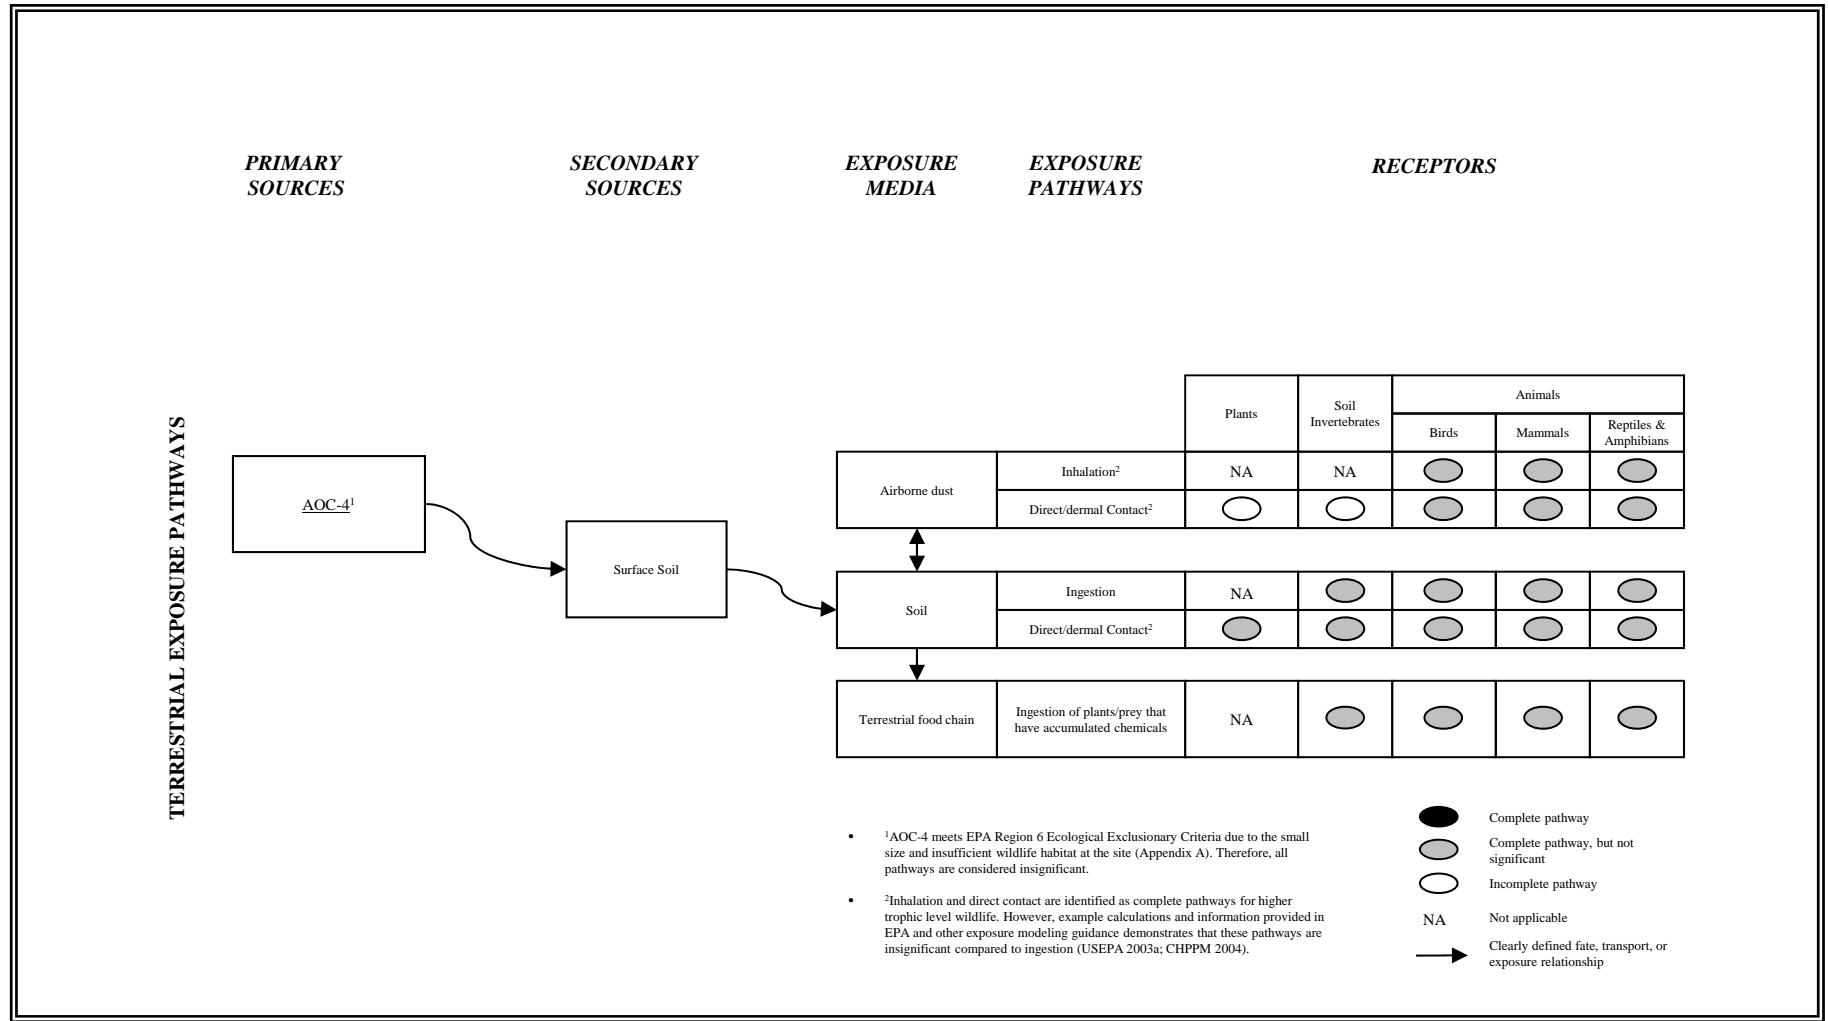 PRIMARY
SOURCES
SECONDARY
SOURCES
EXPOSURE
MEDIA
EXPOSURE
PATHWAYS
RECEPTORS
TERRESTRIAL EXPOSURE PATHWAYS
AOC-4¹
Surface Soil
Plants
Soil
Invertebrates
Animals
Birds
Mammals
Reptiles &
Amphibians
Airborne dust
Inhalation²
NA
NA
Direct/dermal Contact²
Soil
Ingestion
NA
Direct/dermal Contact²
Terrestrial food chain
Ingestion of plants/prey that
have accumulated chemicals
NA
• ¹AOC-4 meets EPA Region 6 Ecological Exclusionary Criteria due to the small
size and insufficient wildlife habitat at the site (Appendix A). Therefore, all
pathways are considered insignificant.
• ²Inhalation and direct contact are identified as complete pathways for higher
trophic level wildlife. However, example calculations and information provided in
EPA and other exposure modeling guidance demonstrates that these pathways are
insignificant compared to ingestion (USEPA 2003a; CHPPM 2004).
Complete pathway
Complete pathway, but not
significant
Incomplete pathway
NA Not applicable
Clearly defined fate, transport, or
exposure relationship